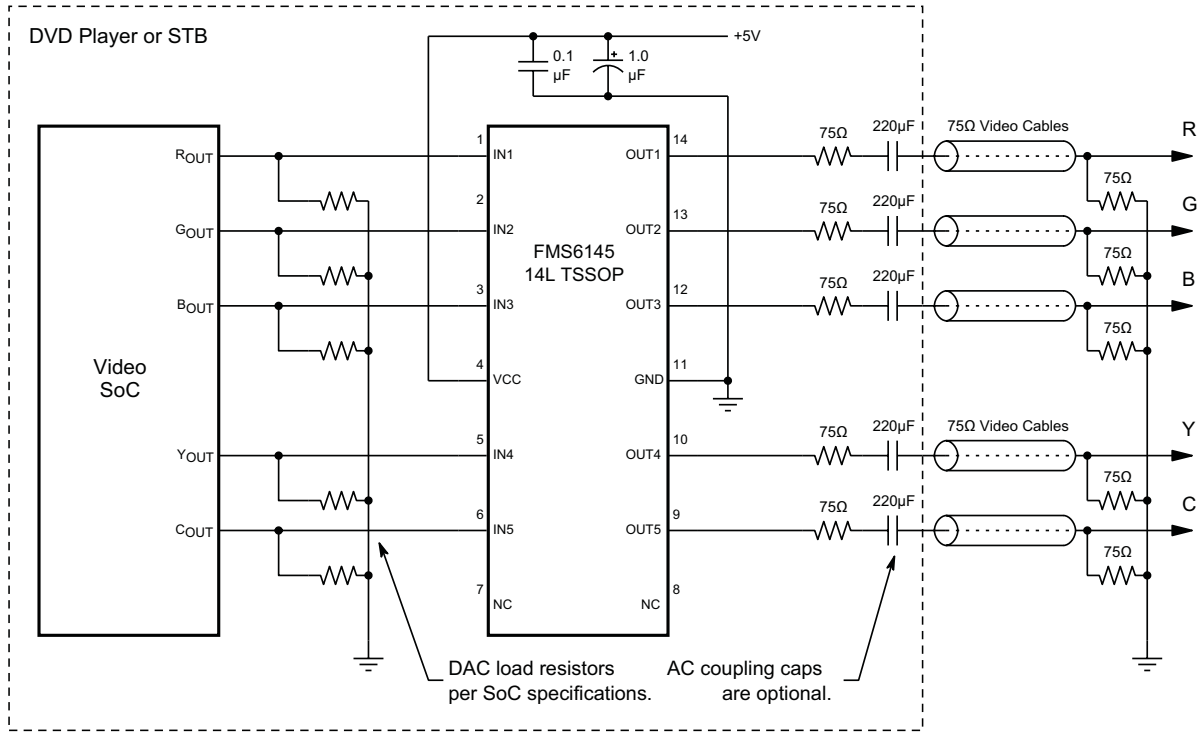 DVD Player or STB
+5V
0.1
µF
+
1.0
µF
75Ω
220µF
75Ω Video Cables
R
ROUT
1
IN1
OUT1
14
75Ω
2
75Ω
220µF
G
GOUT
IN2
OUT2
13
FMS6145
14L TSSOP
75Ω
75Ω
220µF
B
BOUT
3
IN3
OUT3
12
75Ω
Video
SoC
4
VCC
GND
11
75Ω
220µF
75Ω Video Cables
Y
YOUT
5
IN4
OUT4
10
75Ω
75Ω
220µF
C
COUT
6
IN5
OUT5
9
75Ω
7
NC
NC
8
DAC load resistors
per SoC specifications.
AC coupling caps
are optional.